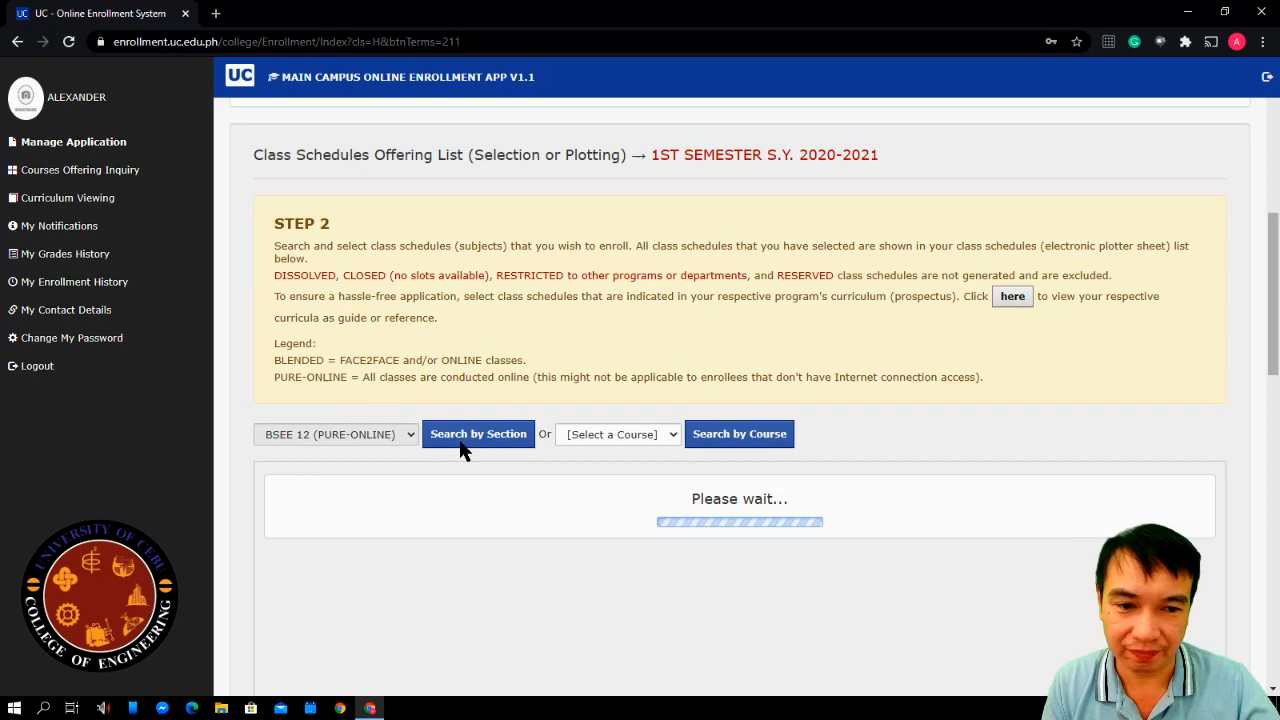 UC - Online Enrollment System
enrollment.uc.edu.ph/college/Enrollment/Index?cls=H&btnTerms=211
A
ALEXANDER
UC MAIN CAMPUS ONLINE ENROLLMENT APP V1.1
Manage Application
Courses Offering Inquiry
Curriculum Viewing
My Notifications
My Grades History
My Enrollment History
My Contact Details
Change My Password
Logout
Class Schedules Offering List (Selection or Plotting) → 1ST SEMESTER S.Y. 2020-2021
STEP 2
Search and select class schedules (subjects) that you wish to enroll. All class schedules that you have selected are shown in your class schedules (electronic plotter sheet) list
below.
DISSOLVED, CLOSED (no slots available), RESTRICTED to other programs or departments, and RESERVED class schedules are not generated and are excluded.
To ensure a hassle-free application, select class schedules that are indicated in your respective program's curriculum (prospectus). Click here to view your respective
curricula as guide or reference.
Legend:
BLENDED = FACE2FACE and/or ONLINE classes.
PURE-ONLINE = All classes are conducted online (this might not be applicable to enrollees that don't have Internet connection access).
BSEE 12 (PURE-ONLINE) Search by Section Or [Select a Course] Search by Course
Please wait...
UNIVERSITY OF CEBU
COLLEGE OF ENGINEERING